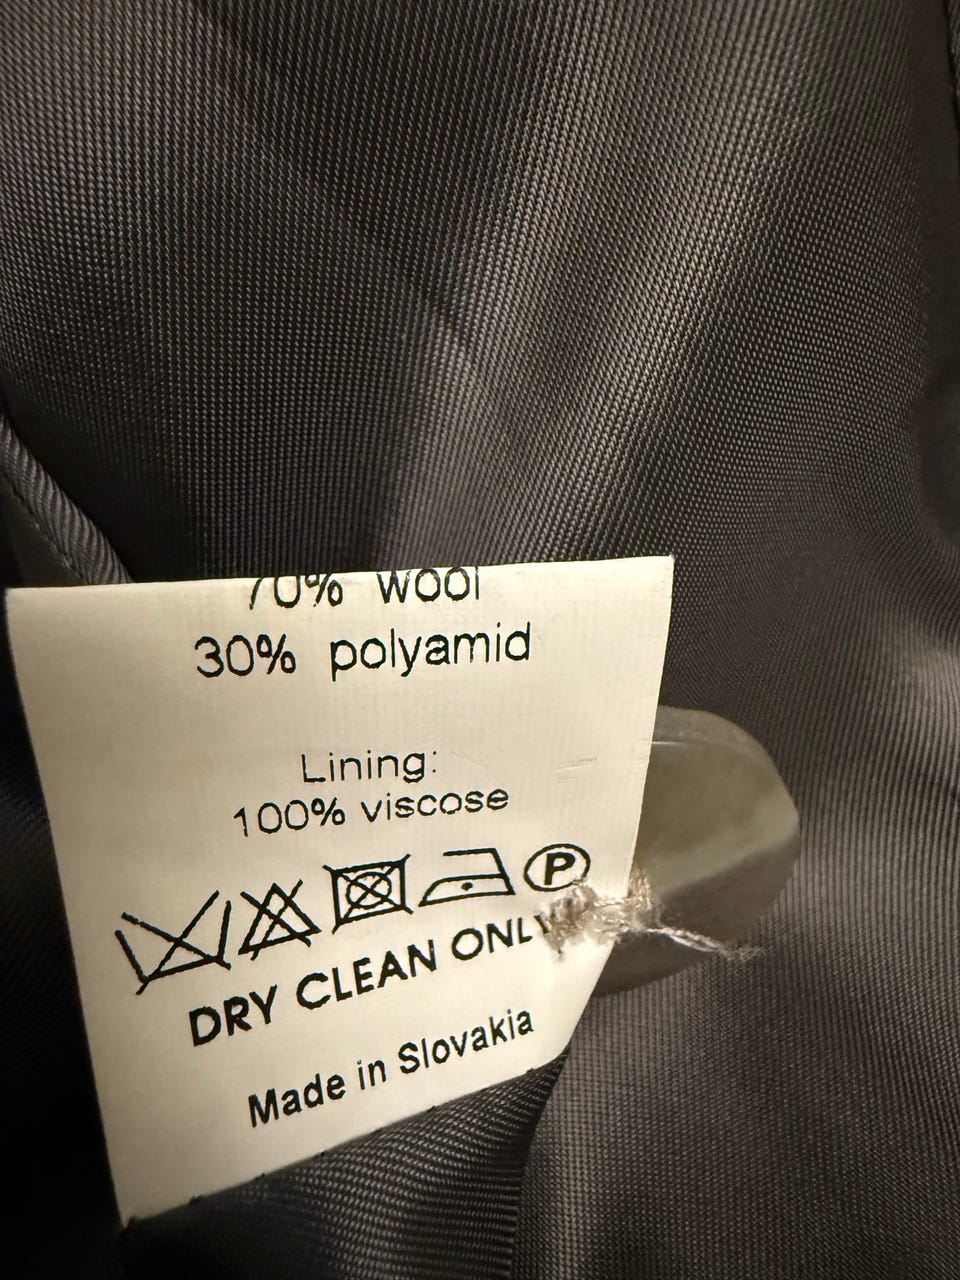 70% wool
30% polyamid
Lining:
100% viscose
P
DRY CLEAN ONLY
Made in Slovakia